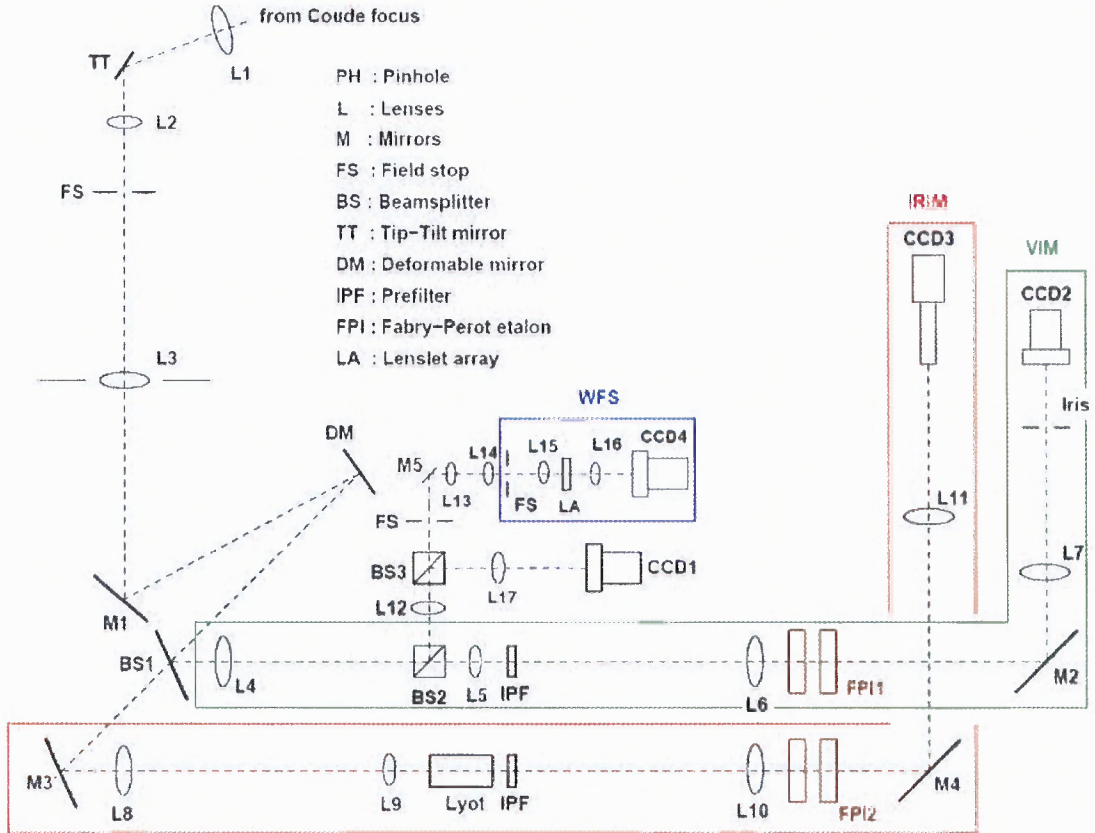 from Coude focus
TT
L1
PH : Pinhole
L : Lenses
M : Mirrors
FS : Field stop
BS : Beamsplitter
TT : Tip-Tilt mirror
DM : Deformable mirror
IPF : Prefilter
FPI : Fabry-Perot etalon
LA : Lenslet array
L2
FS
L3
IRIM
CCD3
VIM
CCD2
Iris
WFS
DM
M5
L13
L14
L15
L16
CCD4
FS
LA
FS
L11
BS3
L17
CCD1
L7
L12
M1
BS1
L4
BS2
L5
IPF
L6
FPI1
M2
M3
L8
L9
Lyot
IPF
L10
FPI2
M4